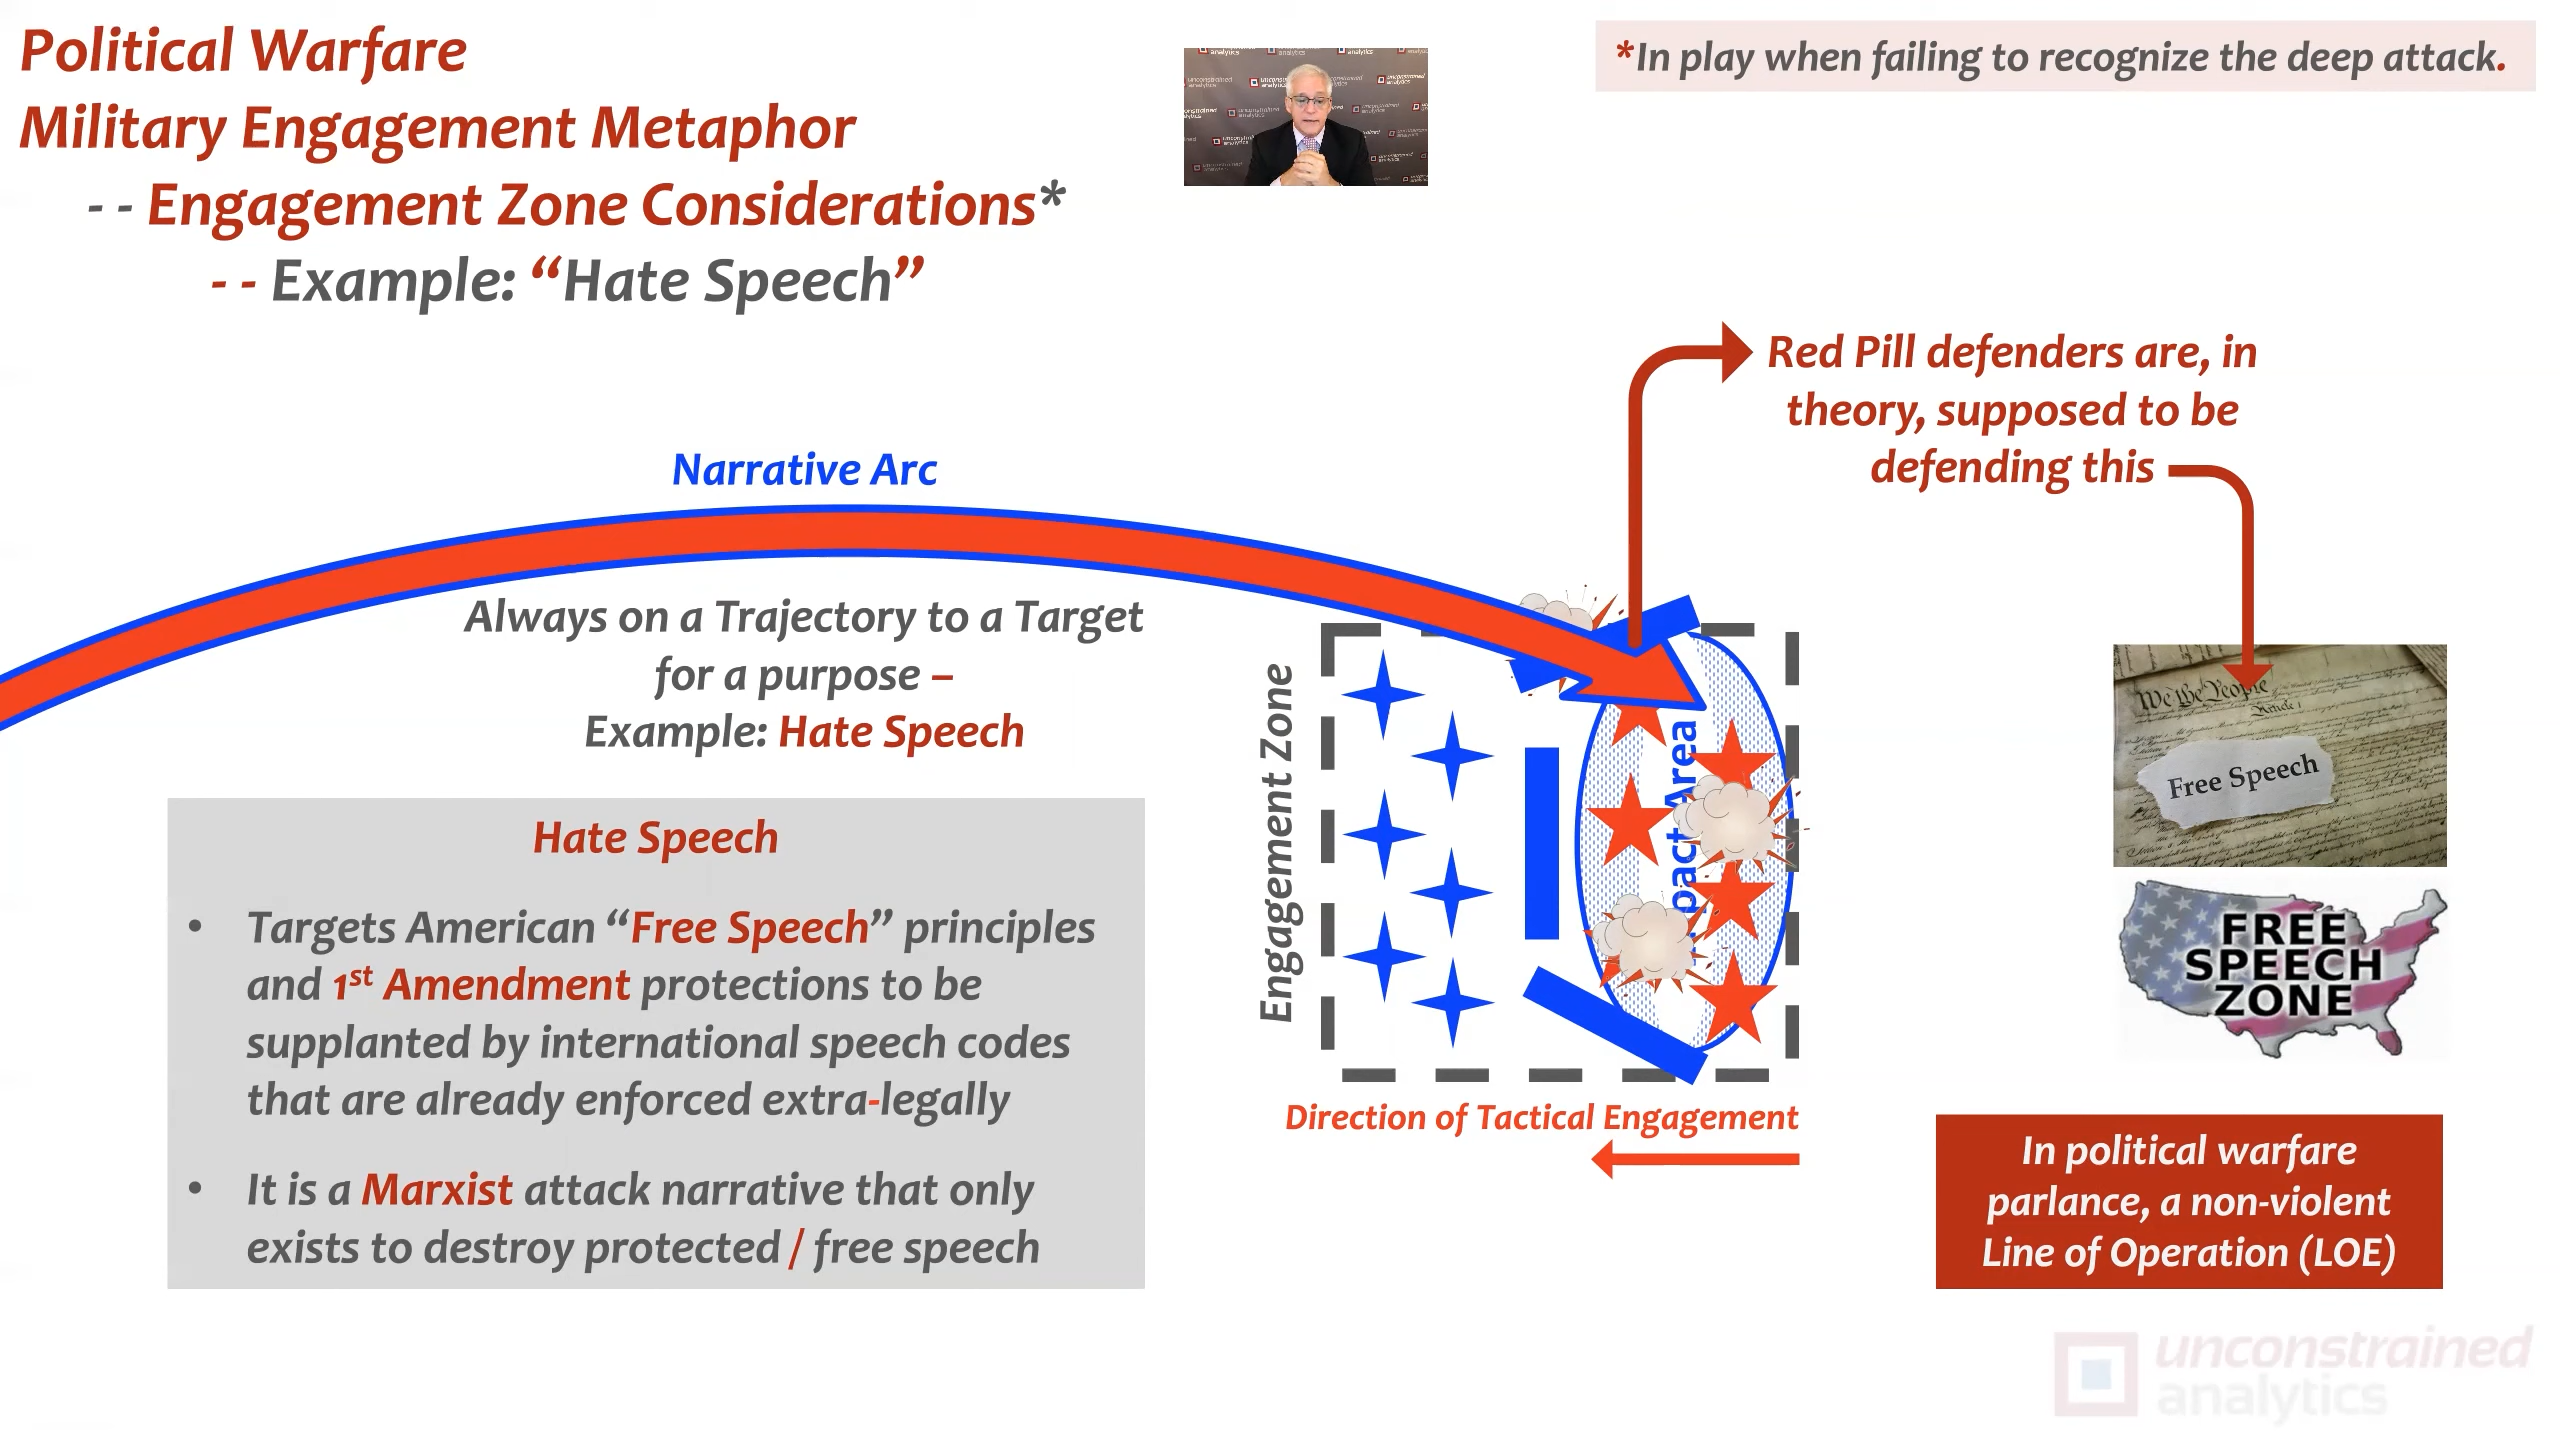 Political Warfare
Military Engagement Metaphor
- - Engagement Zone Considerations*
- - Example: “Hate Speech”
*In play when failing to recognize the deep attack.
Red Pill defenders are, in
theory, supposed to be
defending this
Narrative Arc
Always on a Trajectory to a Target
for a purpose –
Example: Hate Speech
Hate Speech
• Targets American “Free Speech” principles
and 1st Amendment protections to be
supplanted by international speech codes
that are already enforced extra-legally
• It is a Marxist attack narrative that only
exists to destroy protected / free speech
Engagement Zone
pact Area
Direction of Tactical Engagement
We the People
Article 1
Free Speech
FREE
SPEECH
ZONE
In political warfare
parlance, a non-violent
Line of Operation (LOE)
unconstrained
analytics